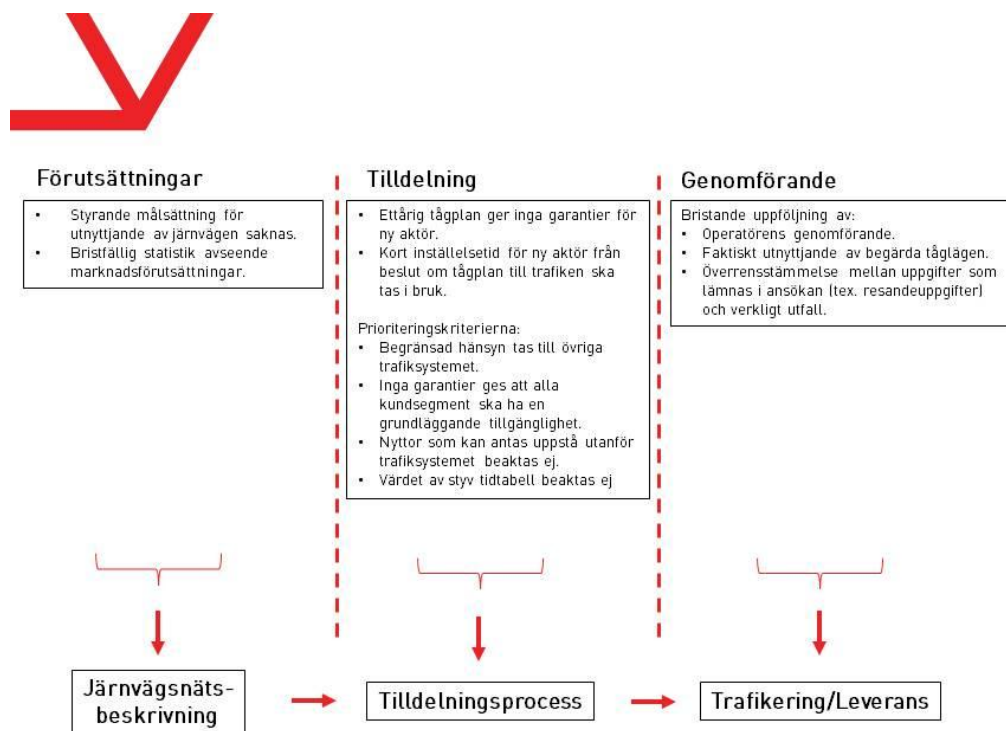 Förutsättningar
• Styrande målsättning för
utnyttjande av järnvägen saknas.
• Bristfällig statistik avseende
marknadsförutsättningar.
Tilldelning
• Ettårig tågplan ger inga garantier för
ny aktör.
• Kort inställelsetid för ny aktör från
beslut om tågplan till trafiken ska
tas i bruk.
Prioriteringskriterierna:
• Begränsad hänsyn tas till övriga
trafiksystemet.
• Inga garantier ges att alla
kundsegment ska ha en
grundläggande tillgänglighet.
• Nyttor som kan antas uppstå utanför
trafiksystemet beaktas ej.
• Värdet av styv tidtabell beaktas ej
Genomförande
Bristande uppföljning av:
• Operatörens genomförande.
• Faktiskt utnyttjande av begärda tåglägen.
• Överrensstämmelse mellan uppgifter som
lämnas i ansökan (tex. resandeuppgifter)
och verkligt utfall.
Järnvägsnäts-
beskrivning
Tilldelningsprocess
Trafikering/Leverans